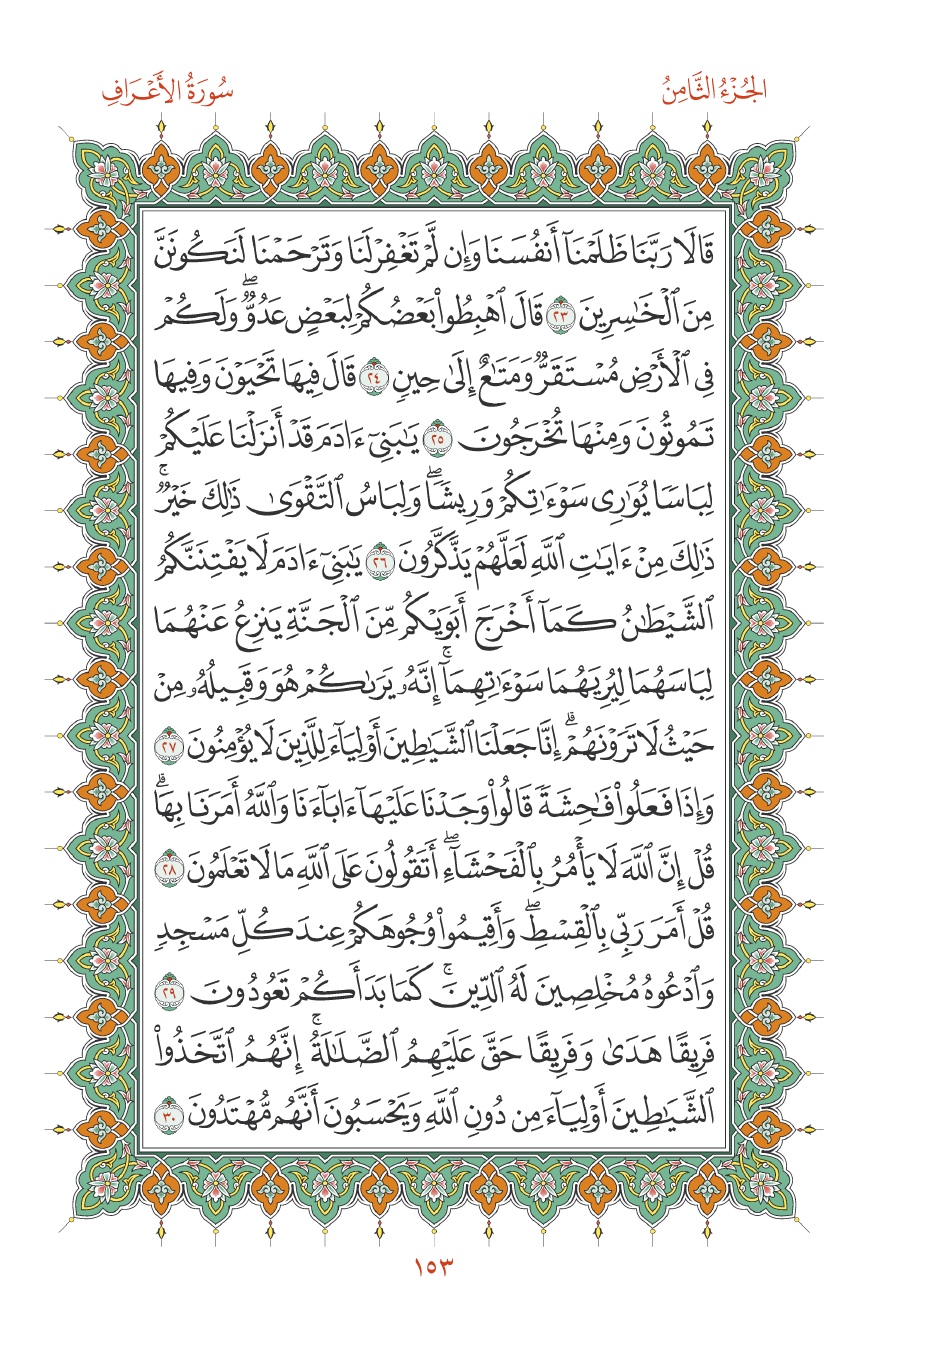 الجُزْءُ الثَّامِنُ
سُورَةُ الأَعْرَافِ
قَالَا رَبَّنَا ظَلَمْنَآ أَنفُسَنَا وَإِن لَّمْ تَغْفِرْ لَنَا وَتَرْحَمْنَا لَنَكُونَنَّ
مِنَ ٱلْخَٰسِرِينَ ٢٣ قَالَ ٱهْبِطُوا۟ بَعْضُكُمْ لِبَعْضٍ عَدُوٌّۖ وَلَكُمْ
فِى ٱلْأَرْضِ مُسْتَقَرٌّ وَمَتَٰعٌ إِلَىٰ حِينٍ ٢٤ قَالَ فِيهَا تَحْيَوْنَ وَفِيهَا
تَمُوتُونَ وَمِنْهَا تُخْرَجُونَ ٢٥ يَٰبَنِىٓ ءَادَمَ قَدْ أَنزَلْنَا عَلَيْكُمْ
لِبَاسًا يُوَٰرِى سَوْءَٰتِكُمْ وَرِيشًاۖ وَلِبَاسُ ٱلتَّقْوَىٰ ذَٰلِكَ خَيْرٌۚ
ذَٰلِكَ مِنْ ءَايَٰتِ ٱللَّهِ لَعَلَّهُمْ يَذَّكَّرُونَ ٢٦ يَٰبَنِىٓ ءَادَمَ لَا يَفْتِنَنَّكُمُ
ٱلشَّيْطَٰنُ كَمَآ أَخْرَجَ أَبَوَيْكُم مِّنَ ٱلْجَنَّةِ يَنزِعُ عَنْهُمَا
لِبَاسَهُمَا لِيُرِيَهُمَا سَوْءَٰتِهِمَآۚ إِنَّهُۥ يَرَىٰكُمْ هُوَ وَقَبِيلُهُۥ مِنْ
حَيْثُ لَا تَرَوْنَهُمْۗ إِنَّا جَعَلْنَا ٱلشَّيَٰطِينَ أَوْلِيَآءَ لِلَّذِينَ لَا يُؤْمِنُونَ ٢٧
وَإِذَا فَعَلُوا۟ فَٰحِشَةً قَالُوا۟ وَجَدْنَا عَلَيْهَآ ءَابَآءَنَا وَٱللَّهُ أَمَرَنَا بِهَاۗ
قُلْ إِنَّ ٱللَّهَ لَا يَأْمُرُ بِٱلْفَحْشَآءِۖ أَتَقُولُونَ عَلَى ٱللَّهِ مَا لَا تَعْلَمُونَ ٢٨
قُلْ أَمَرَ رَبِّى بِٱلْقِسْطِۖ وَأَقِيمُوا۟ وُجُوهَكُمْ عِندَ كُلِّ مَسْجِدٍ
وَٱدْعُوهُ مُخْلِصِينَ لَهُ ٱلدِّينَۚ كَمَا بَدَأَكُمْ تَعُودُونَ ٢٩
فَرِيقًا هَدَىٰ وَفَرِيقًا حَقَّ عَلَيْهِمُ ٱلضَّلَٰلَةُۚ إِنَّهُمُ ٱتَّخَذُوا۟
ٱلشَّيَٰطِينَ أَوْلِيَآءَ مِن دُونِ ٱللَّهِ وَيَحْسَبُونَ أَنَّهُم مُّهْتَدُونَ ٣٠
١٥٣